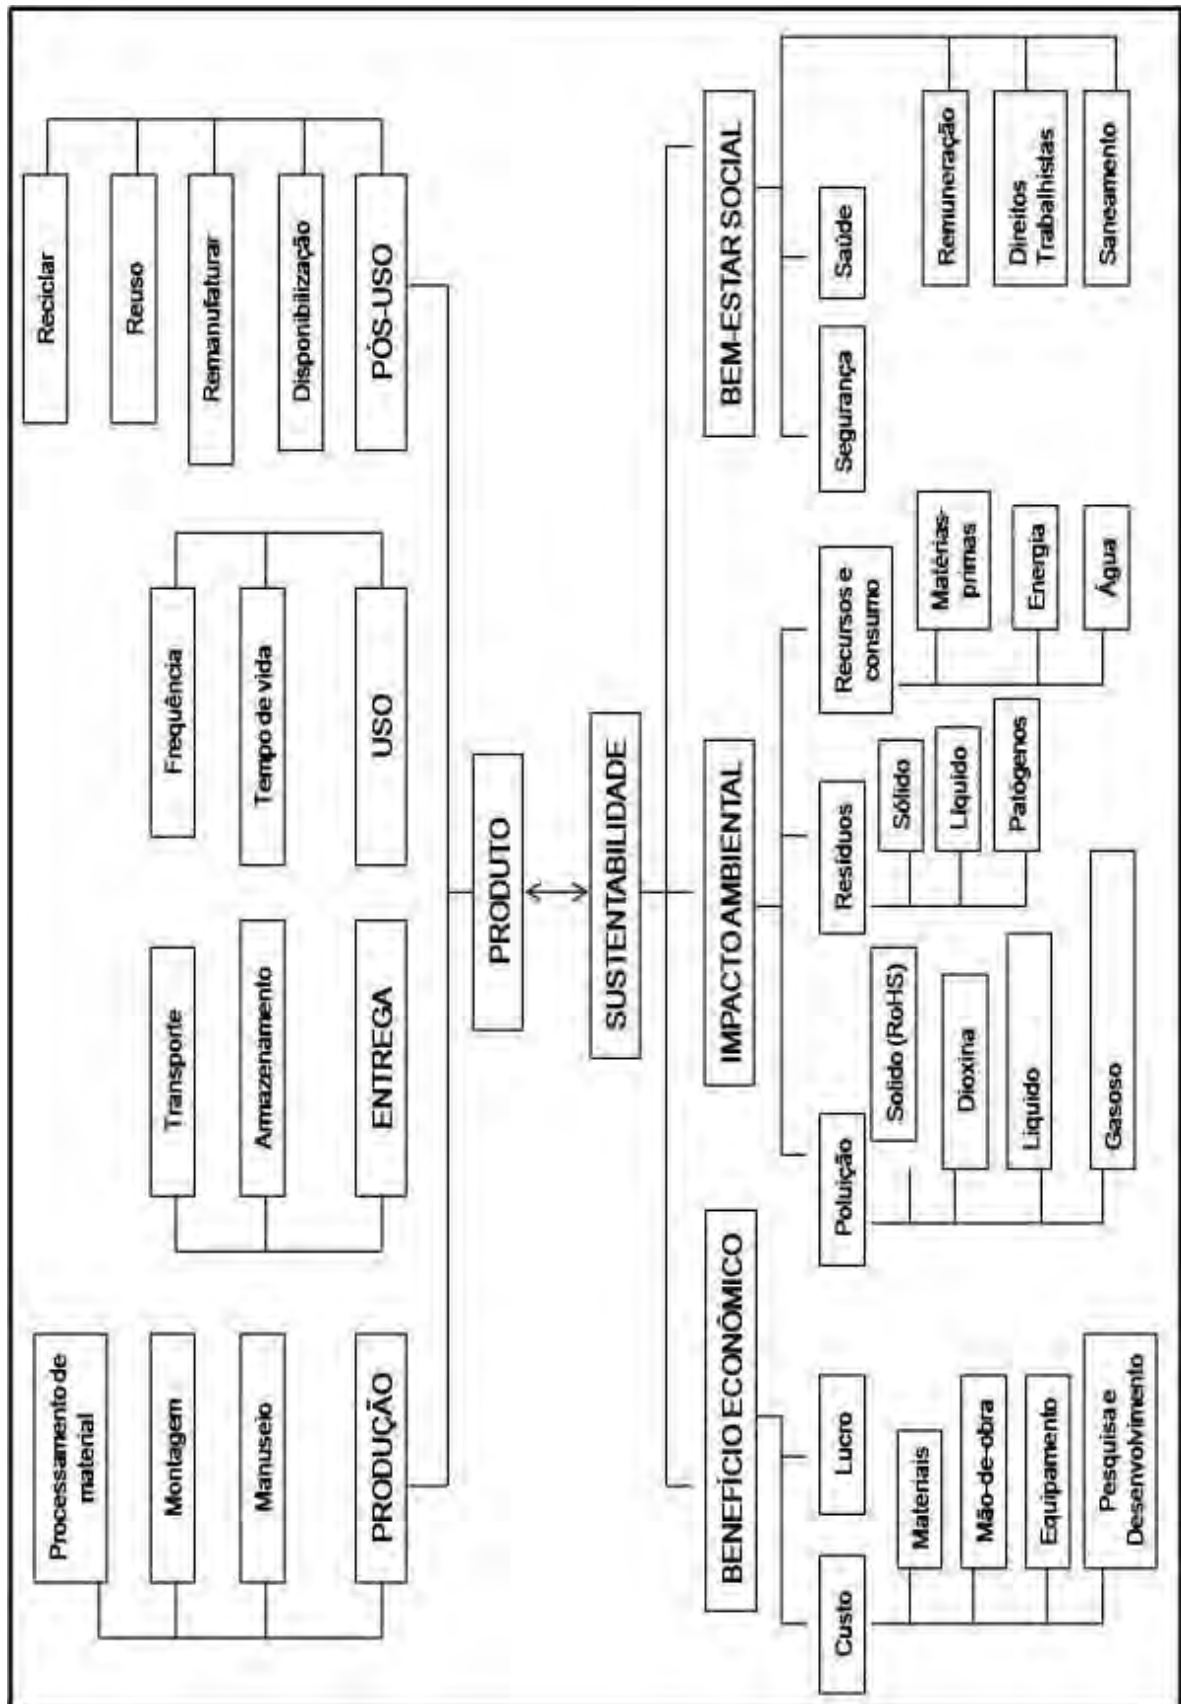 Processamento de
material
Montagem
Manuseio
PRODUÇÃO
Transporte
Armazenamento
ENTREGA
Frequência
Tempo de vida
USO
Reciclar
Reuso
Remanufaturar
Disponibilização
PÓS-USO
PRODUTO
SUSTENTABILIDADE
BENEFÍCIO ECONÔMICO
Custo
Lucro
Materiais
Mão-de-obra
Equipamento
Pesquisa e
Desenvolvimento
IMPACTO AMBIENTAL
Poluição
Solido (RoHS)
Dioxina
Liquido
Gasoso
Resíduos
Sólido
Líquido
Patógenos
Recursos e
consumo
Matérias-
primas
Energia
Água
BEM-ESTAR SOCIAL
Segurança
Saúde
Remuneração
Direitos
Trabalhistas
Saneamento